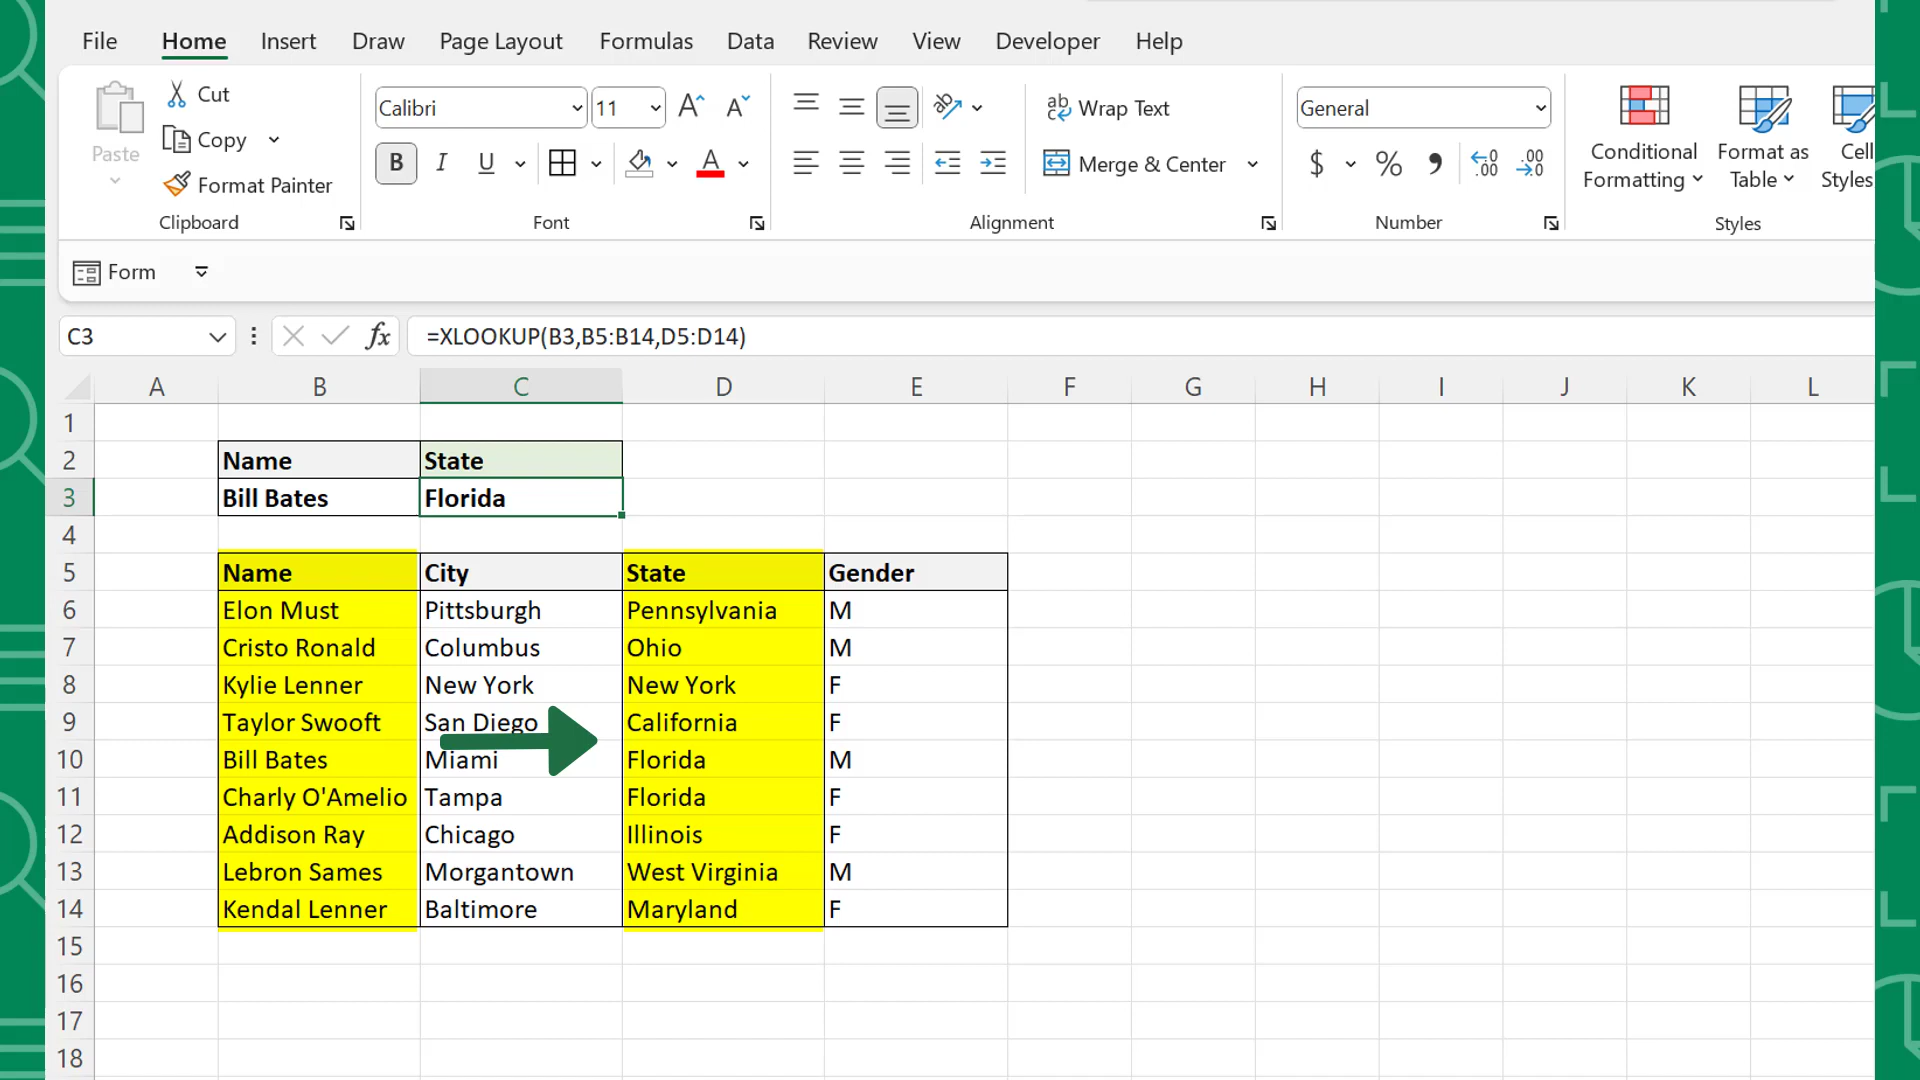 File Home Insert Draw Page Layout Formulas Data Review View Developer Help
Paste
Cut
Copy
Format Painter
Clipboard
Calibri 11
B I U A
Font
ab Wrap Text
Merge & Center
Alignment
General
$ % , .00 .00
Number
Conditional Formatting
Format as Table
Cell Styles
Styles
Form
C3 fx =XLOOKUP(B3,B5:B14,D5:D14)
A B C D E F G H I J K L
1
2 Name State
3 Bill Bates Florida
4
5 Name City State Gender
6 Elon Must Pittsburgh Pennsylvania M
7 Cristo Ronald Columbus Ohio M
8 Kylie Lenner New York New York F
9 Taylor Swooft San Diego California F
10 Bill Bates Miami Florida M
11 Charly O'Amelio Tampa Florida F
12 Addison Ray Chicago Illinois F
13 Lebron Sames Morgantown West Virginia M
14 Kendal Lenner Baltimore Maryland F
15
16
17
18